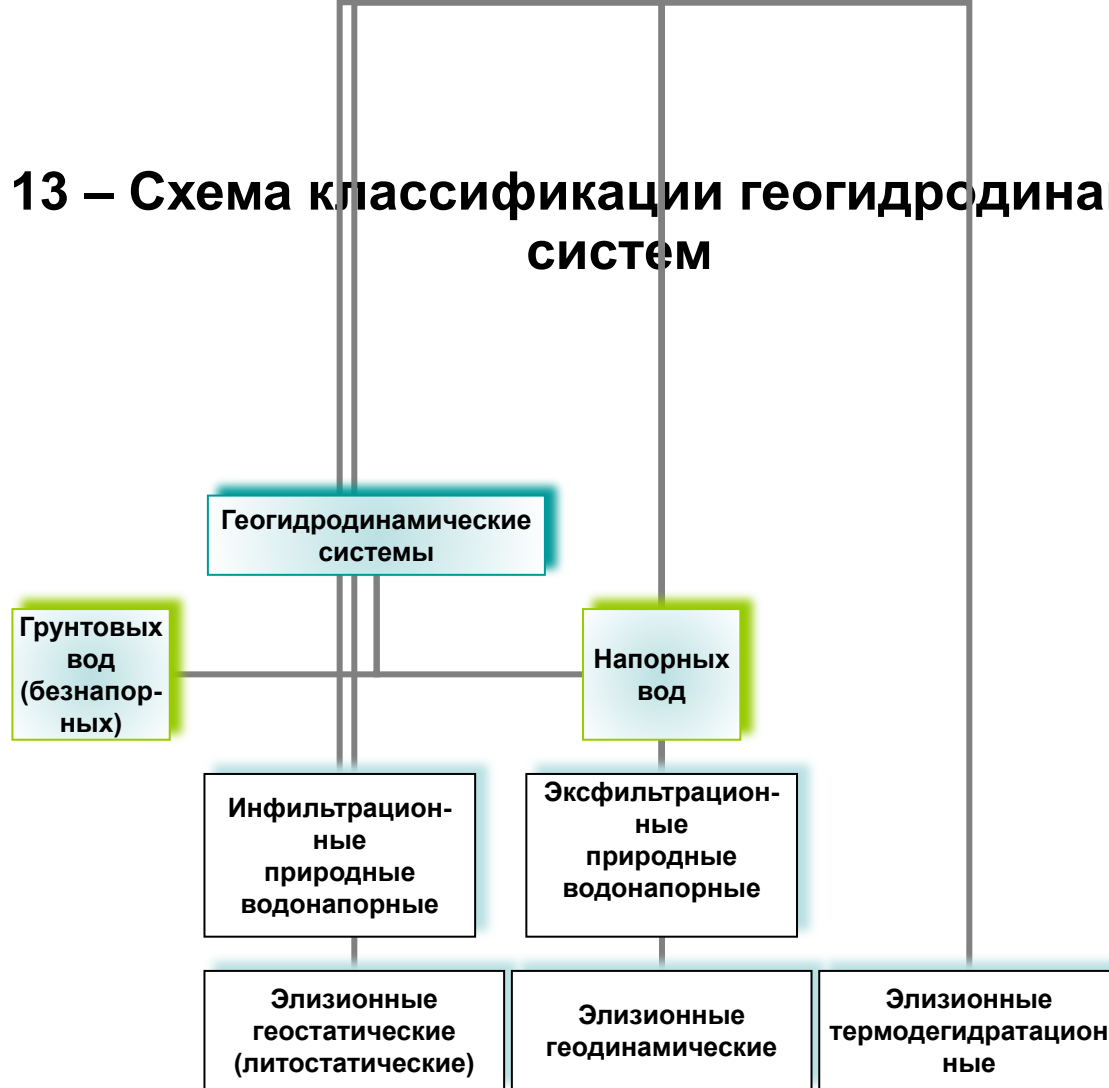 13 – Схема классификации геогидродина
систем
Геогидродинамические
системы
Грунтовых
вод
(безнапор-
ных)
Напорных
вод
Инфильтрацион-
ные
природные
водонапорные
Эксфильтрацион-
ные
природные
водонапорные
Элизионные
геостатические
(литостатические)
Элизионные
геодинамические
Элизионные
термодегидратацион
ные